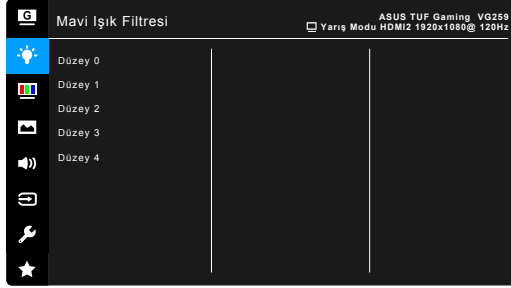 G
Mavi Işık Filtresi
ASUS TUF Gaming VG259
Yarış Modu HDMI2 1920x1080@ 120Hz
Düzey 0
Düzey 1
Düzey 2
Düzey 3
Düzey 4